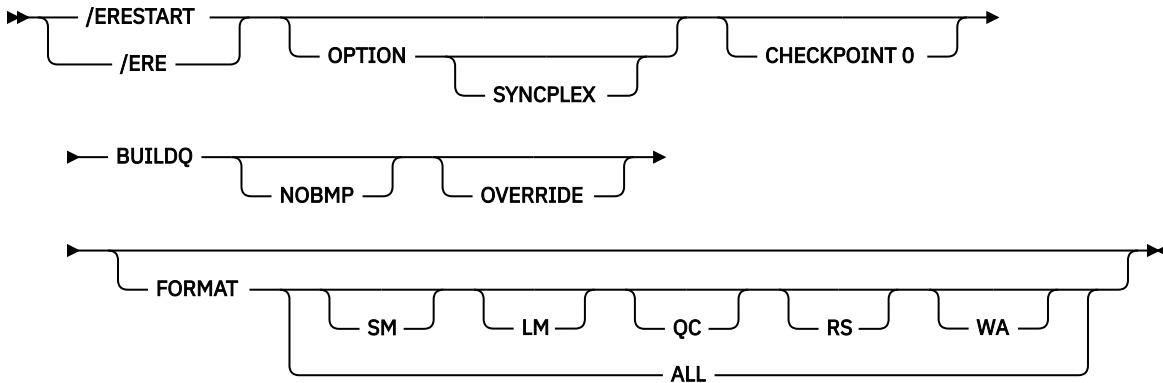 /ERESTART
/ERE
OPTION
SYNCPLEX
CHECKPOINT 0
BUILDQ
NOBMP
OVERRIDE
FORMAT
SM LM QC RS WA
ALL